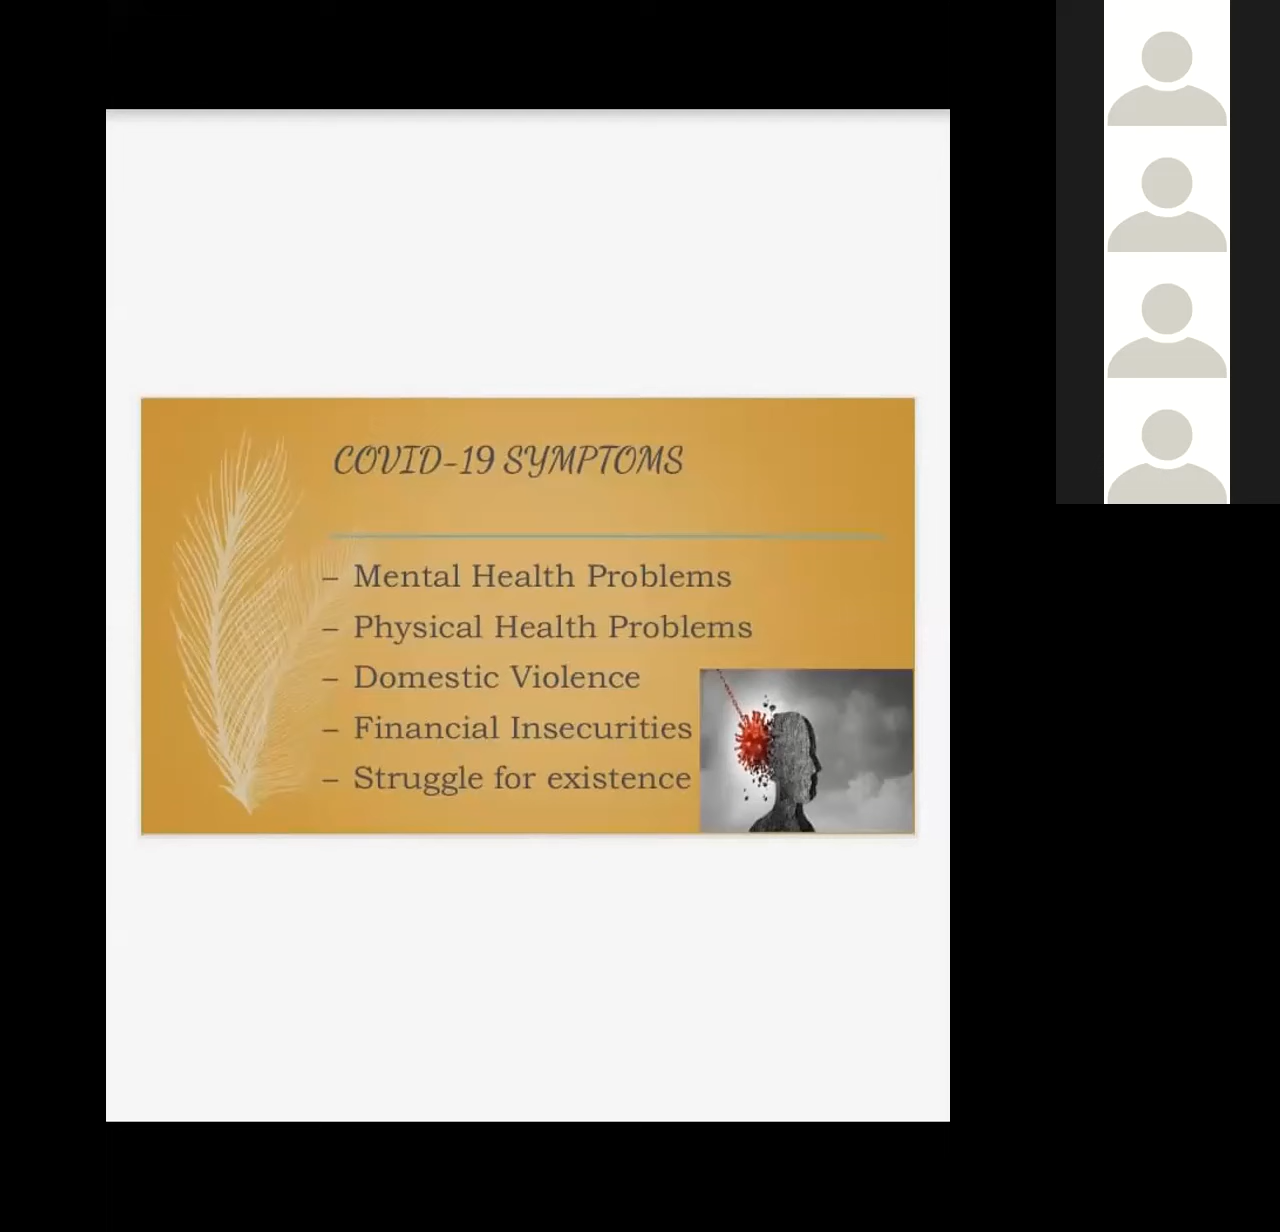 COVID-19 SYMPTOMS
– Mental Health Problems
– Physical Health Problems
– Domestic Violence
– Financial Insecurities
– Struggle for existence